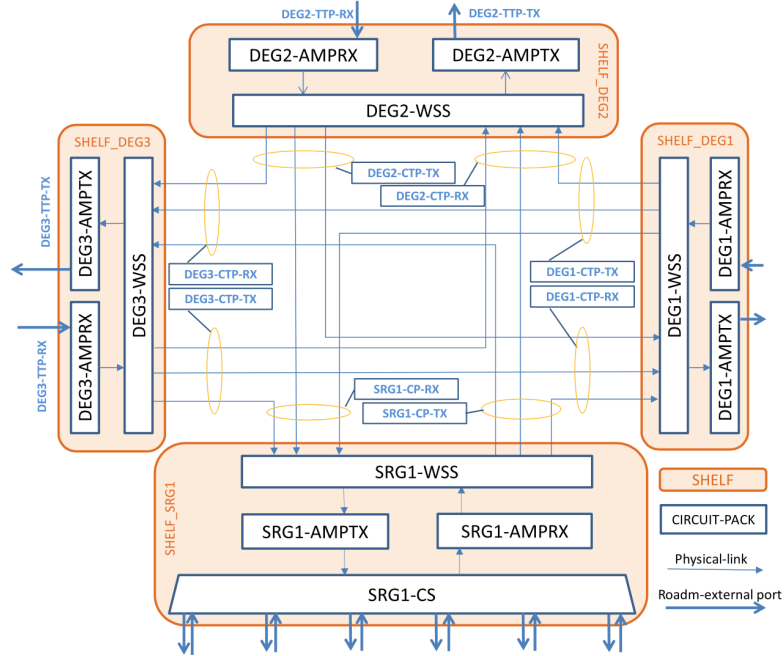 DEG2-TTP-RX
DEG2-TTP-TX
DEG2-AMPRX
DEG2-AMPTX
SHELF_DEG2
DEG2-WSS
SHELF_DEG3
SHELF_DEG1
DEG2-CTP-TX
DEG2-CTP-RX
DEG3-TTP-TX
DEG3-AMPTX
DEG3-WSS
DEG3-CTP-RX
DEG3-CTP-TX
DEG1-CTP-TX
DEG1-CTP-RX
DEG1-WSS
DEG1-AMPRX
DEG3-TTP-RX
DEG3-AMPRX
DEG1-AMPTX
SRG1-CP-RX
SRG1-CP-TX
SHELF_SRG1
SRG1-WSS
SRG1-AMPTX
SRG1-AMPRX
SRG1-CS
SHELF
CIRCUIT-PACK
Physical-link
Roadm-external port